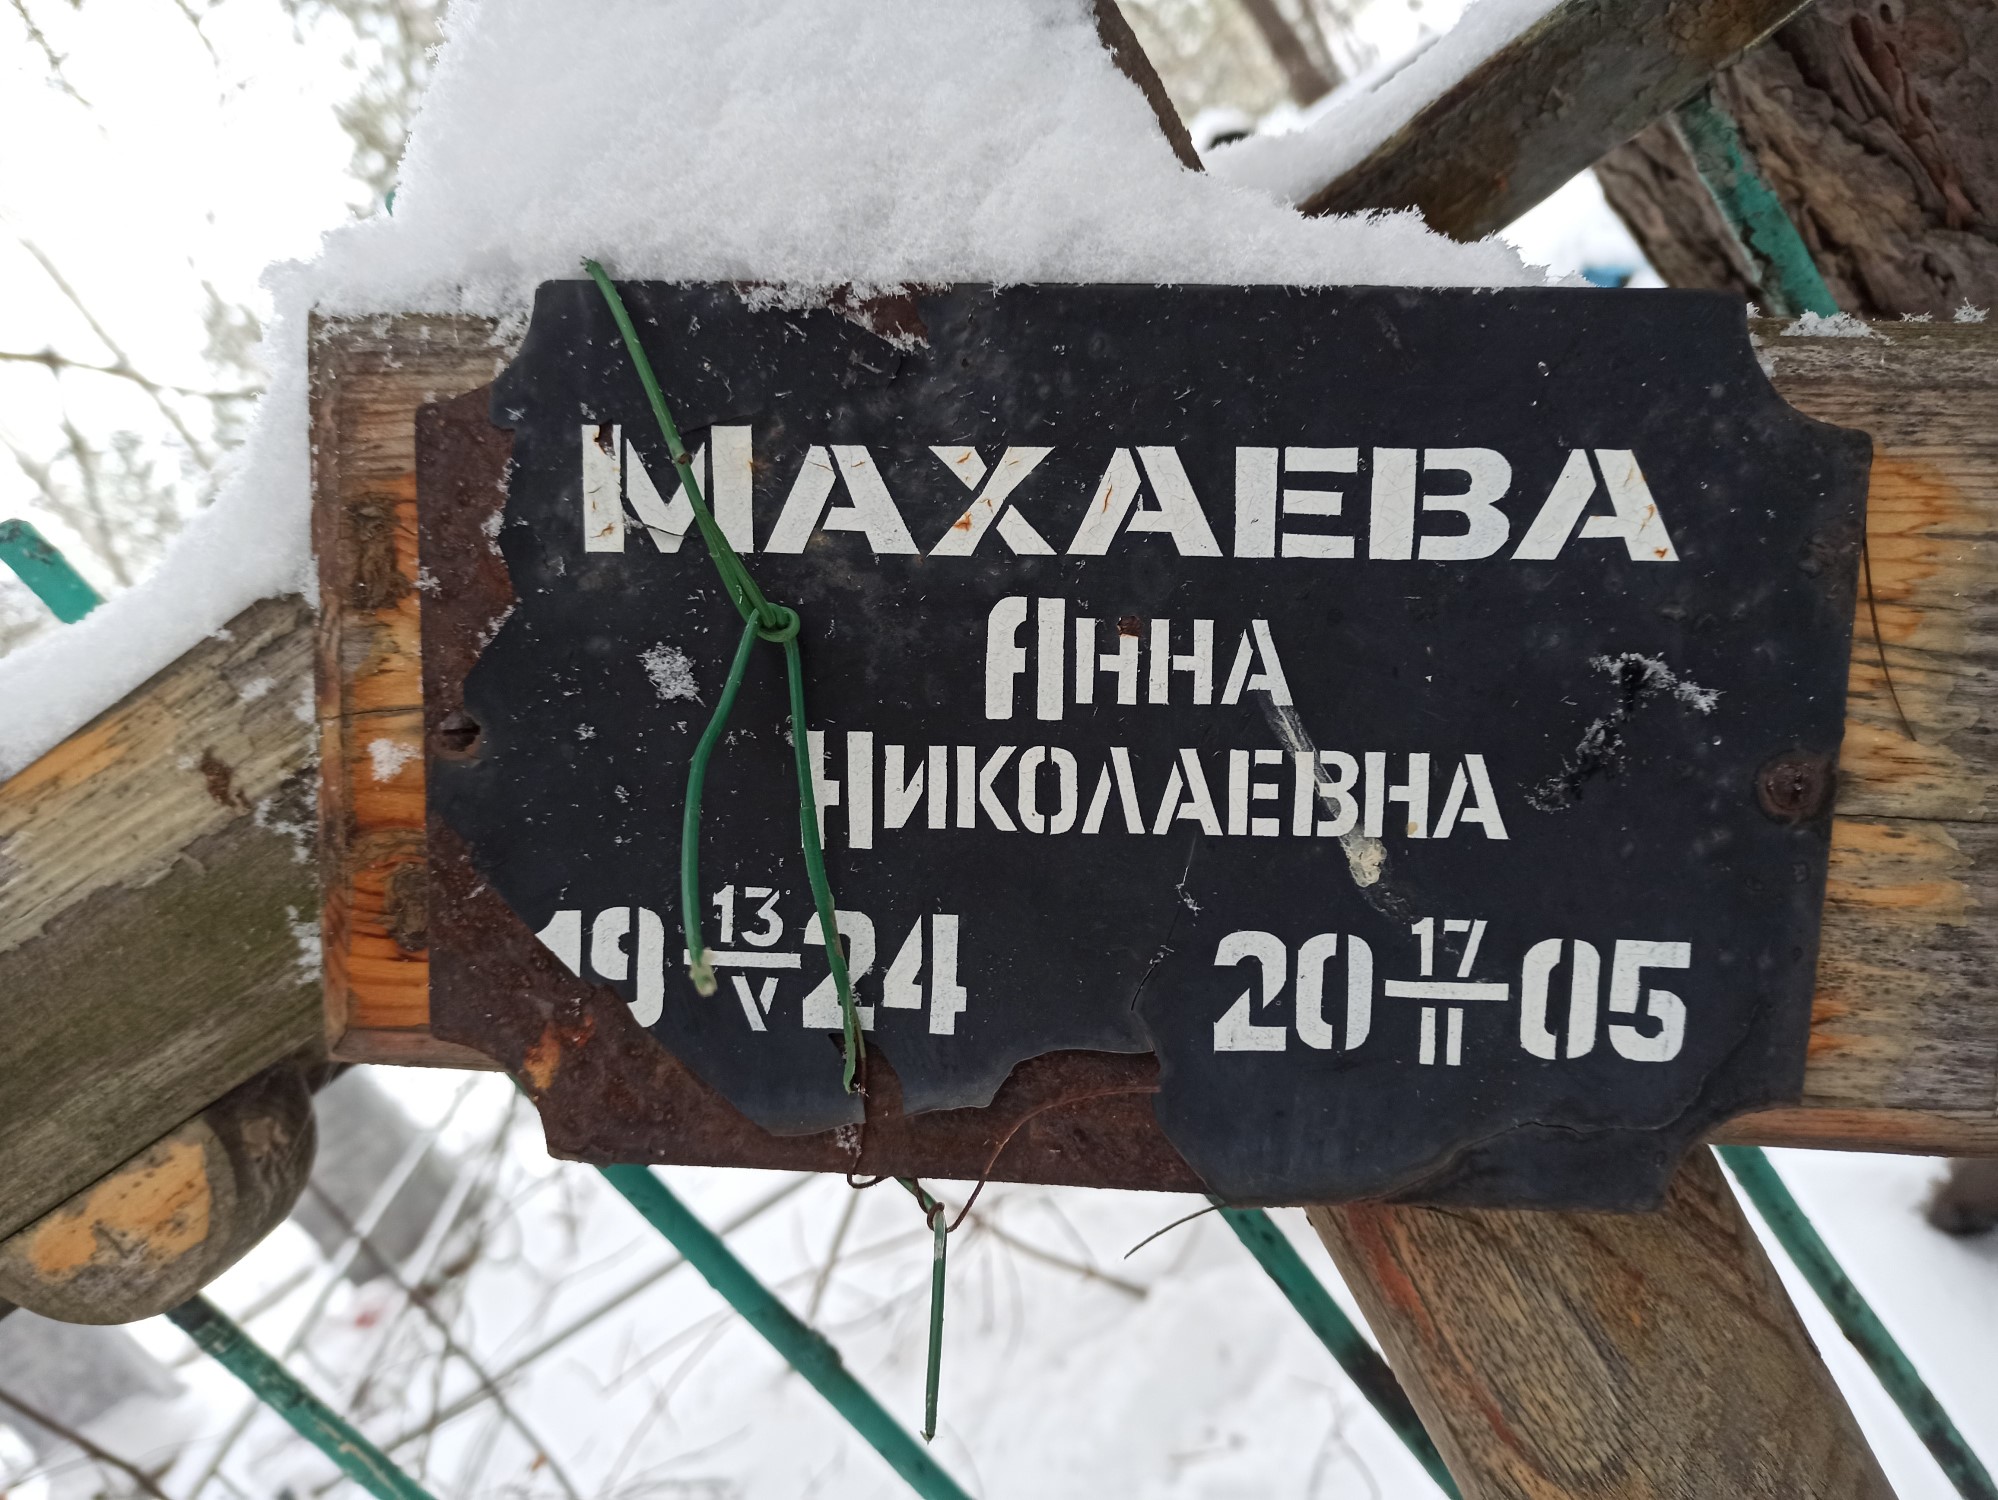 МАХАЕВА
АННА
НИКОЛАЕВНА
19 13/V 24 20 17/II 05